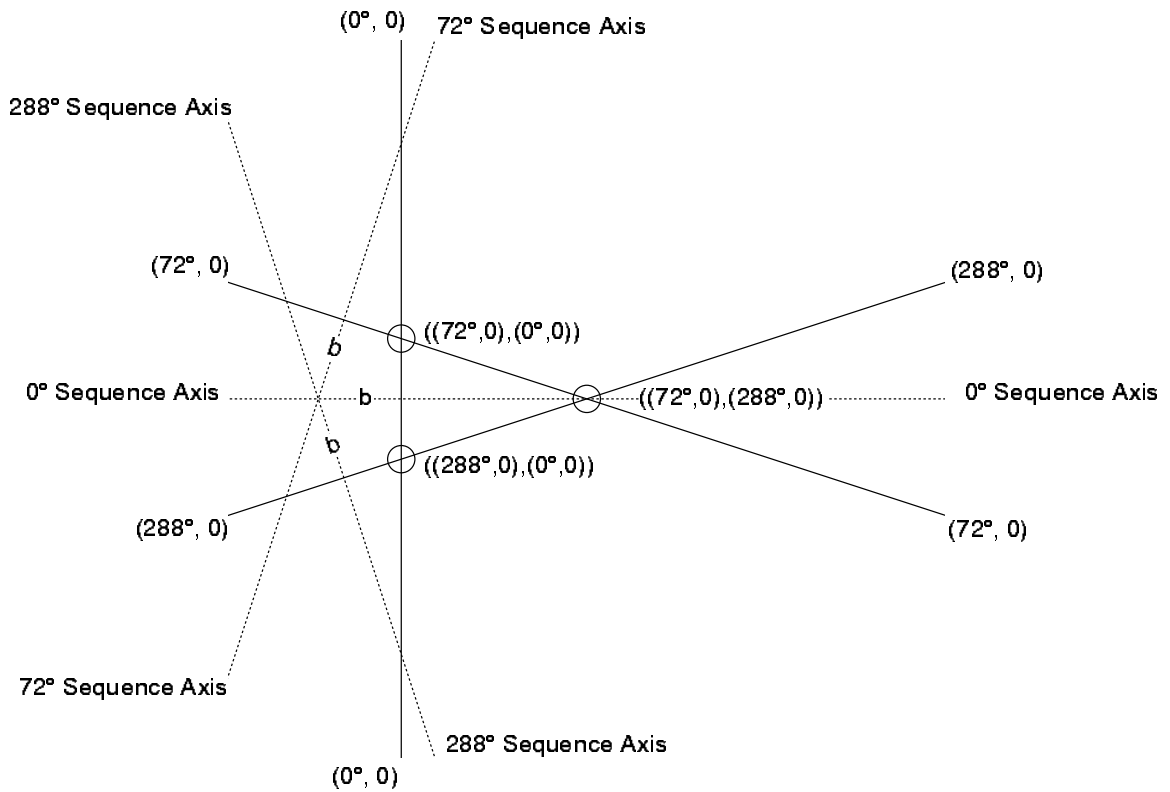 (0°, 0)
72° Sequence Axis
288° Sequence Axis
(72°, 0)
(288°, 0)
((72°,0),(0°,0))
b
0° Sequence Axis
b
((72°,0),(288°,0))
0° Sequence Axis
b
((288°,0),(0°,0))
(288°, 0)
(72°, 0)
72° Sequence Axis
288° Sequence Axis
(0°, 0)